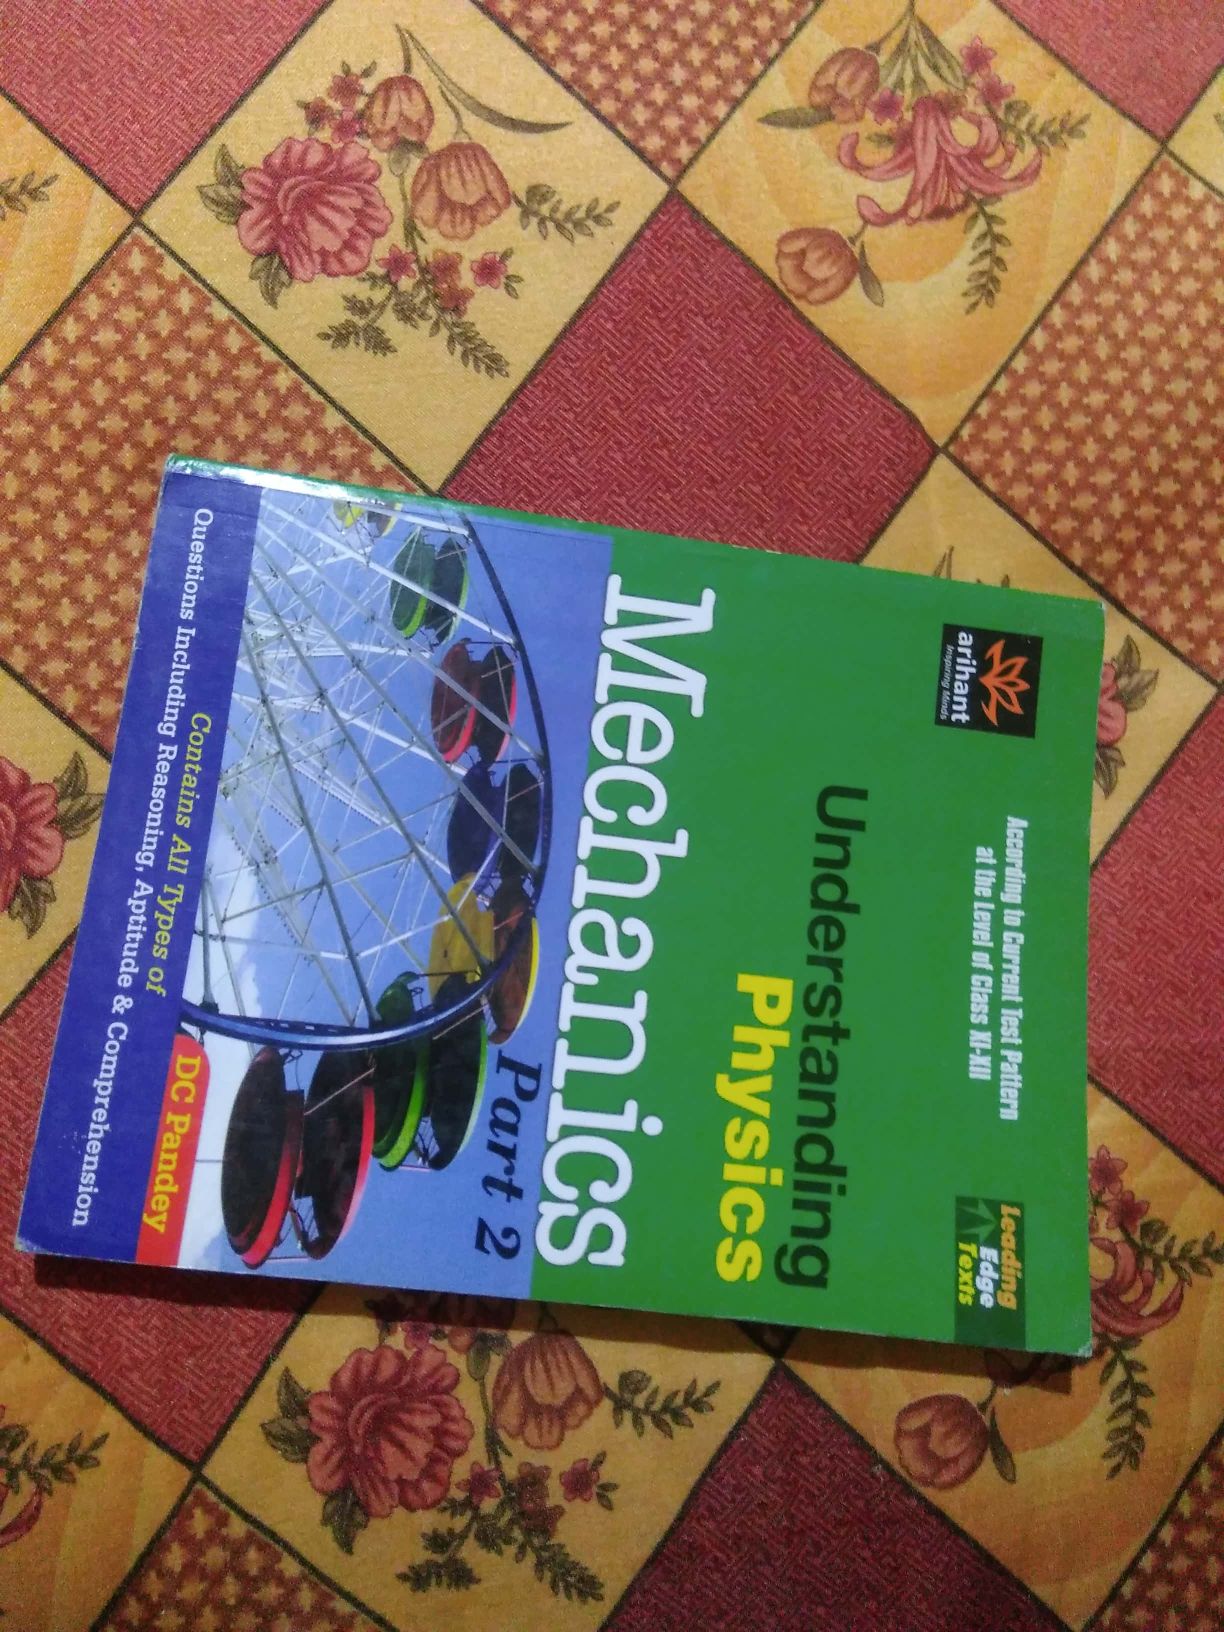 arihant
Inspiring Minds
According to Current Test Pattern
at the Level of Class XI-XII
Leading
Edge
Texts
Understanding
Physics
Mechanics
Part 2
DC Pandey
Contains All Types of
Questions Including Reasoning, Aptitude & Comprehension